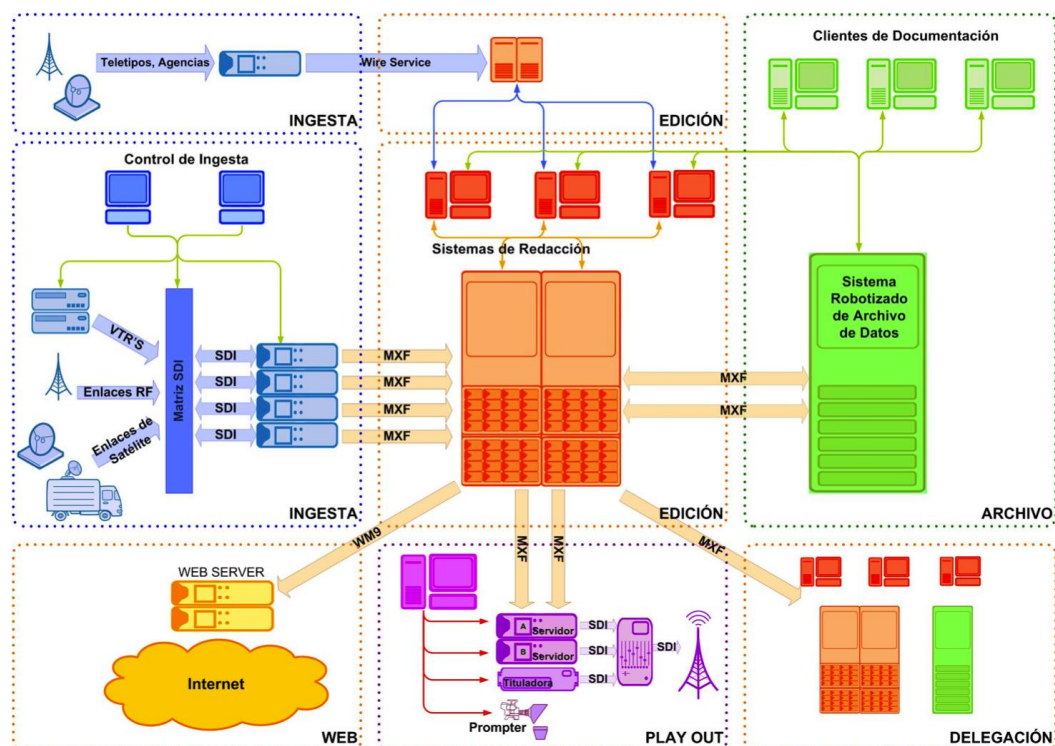 Teletipos, Agencias
Wire Service
INGESTA
EDICIÓN
Clientes de Documentación
Control de Ingesta
Sistemas de Redacción
Sistema
Robotizado
de Archivo
de Datos
VTR'S
Enlaces RF
Enlaces de
Satélite
Matriz SDI
SDI
SDI
SDI
SDI
MXF
MXF
MXF
MXF
MXF
MXF
INGESTA
EDICIÓN
ARCHIVO
WM9
MXF
MXF
MXF
WEB SERVER
Internet
WEB
A
Servidor
B
Servidor
Tituladora
Prompter
SDI
SDI
SDI
SDI
PLAY OUT
DELEGACIÓN